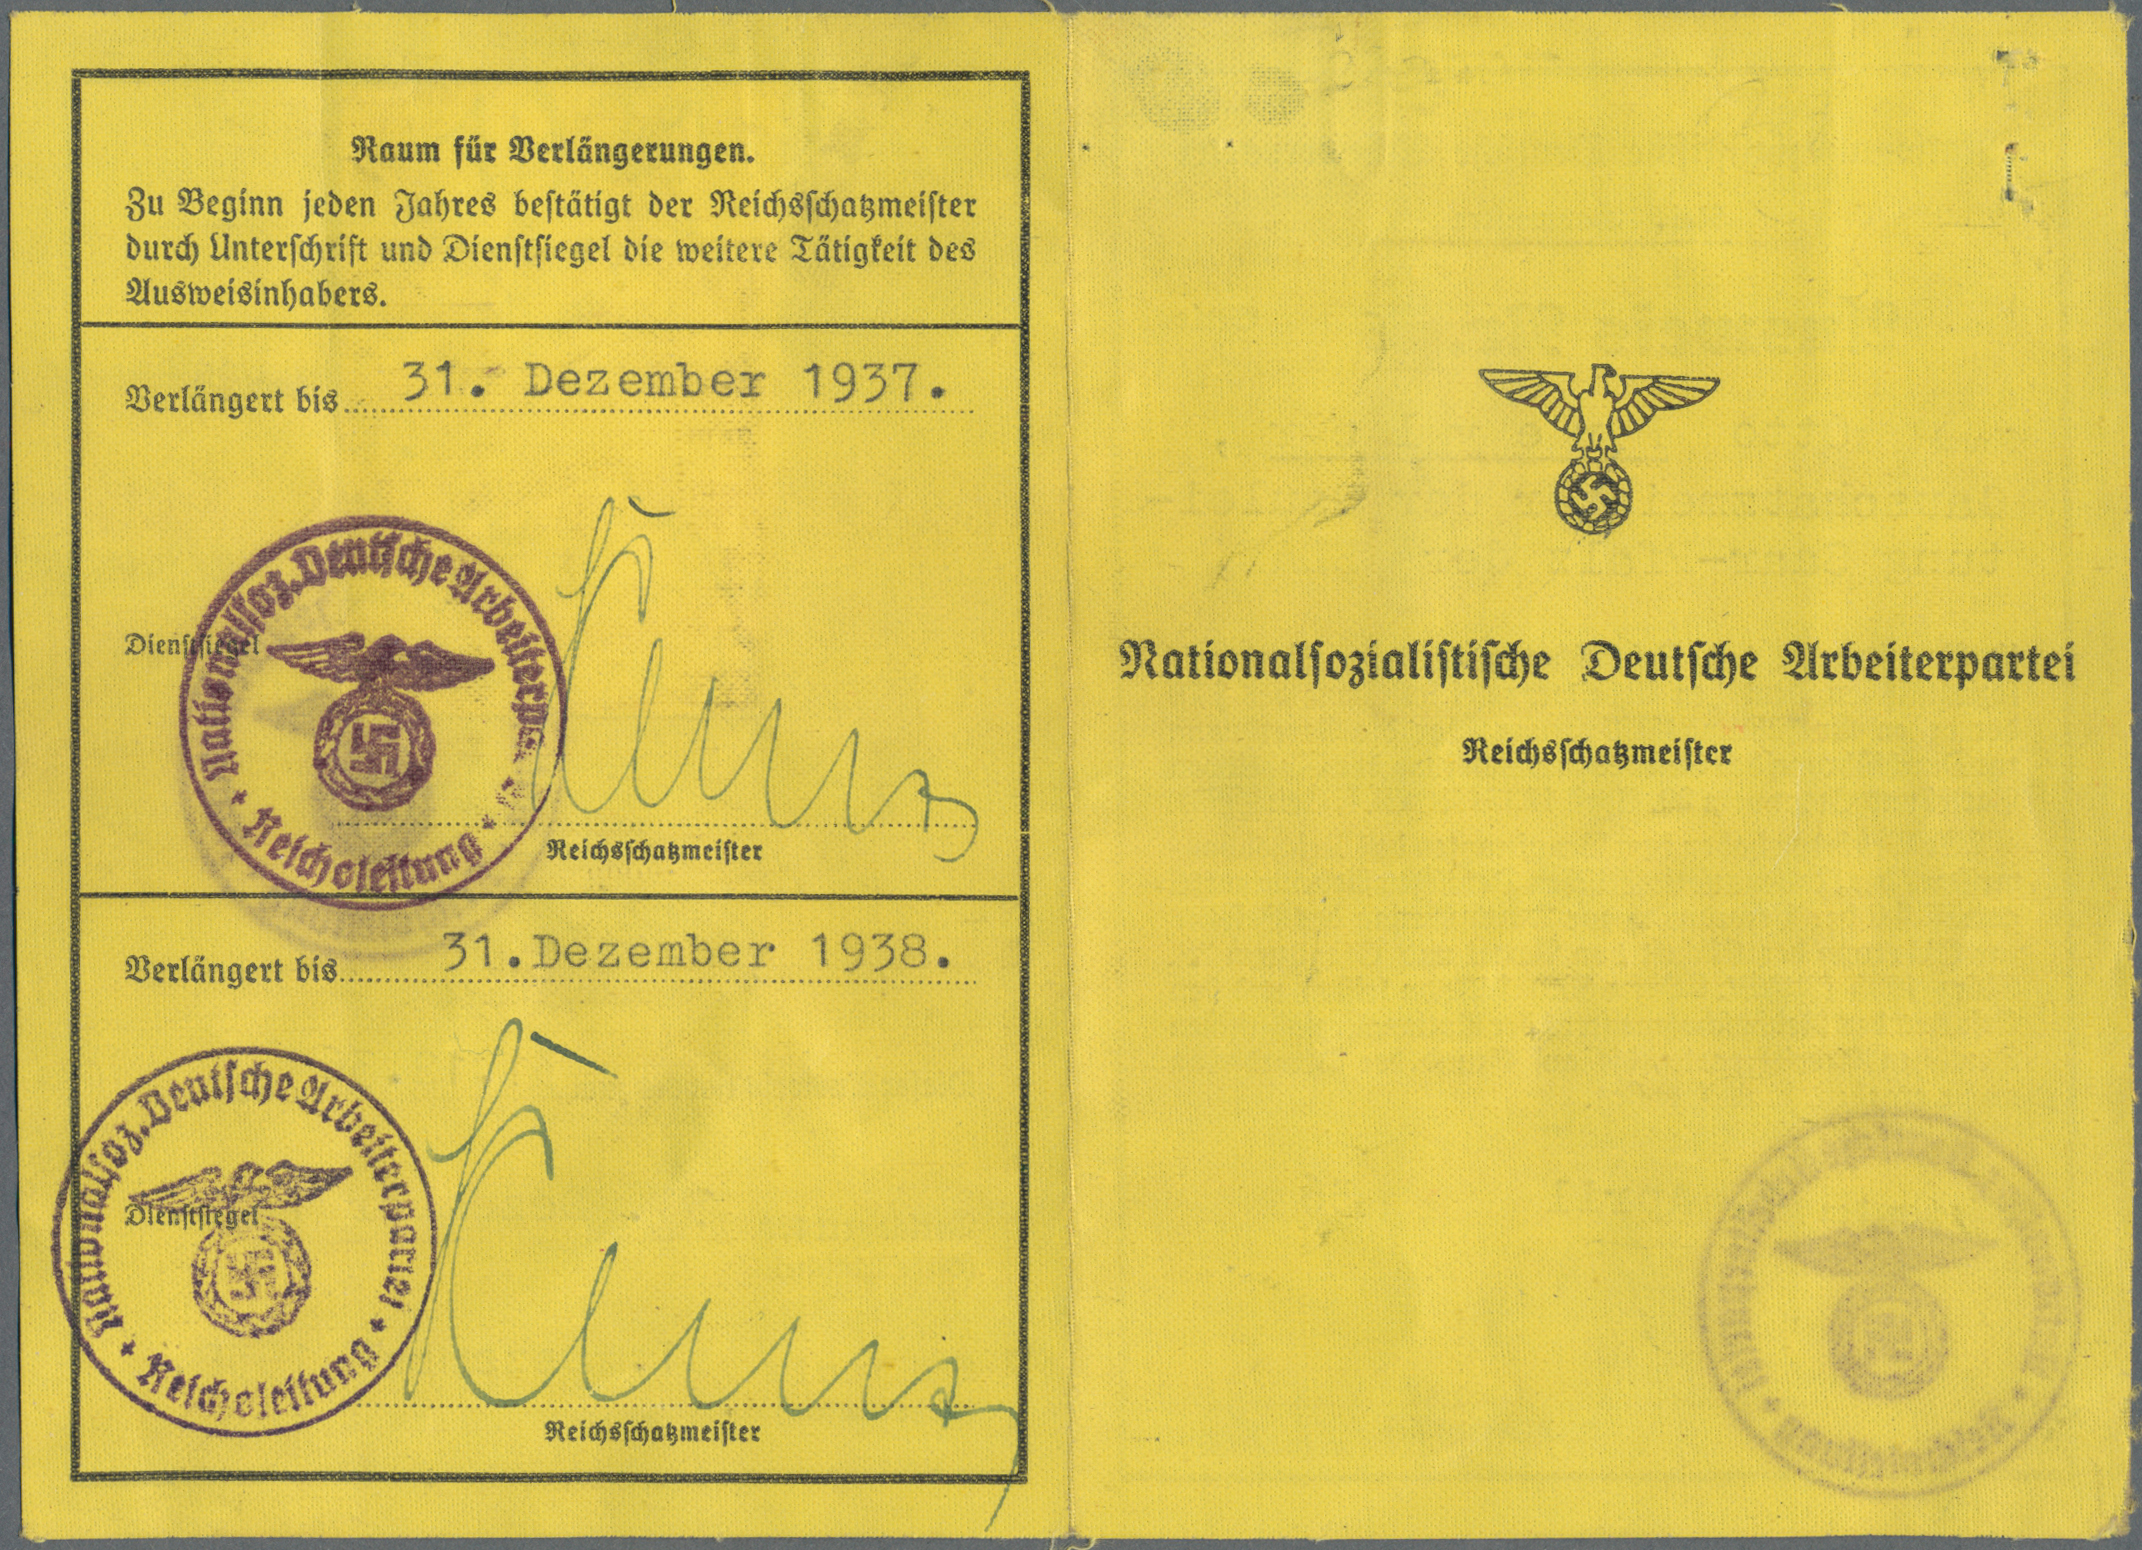 Raum für Verlängerungen.
Zu Beginn jeden Jahres bestätigt der Reichsschatzmeister
durch Unterschrift und Dienstsiegel die weitere Tätigkeit des
Ausweisinhabers.
Verlängert bis 31. Dezember 1937.
Nationalsoz. Deutsche Arbeiterp
Reichsleitung
Dienstsiegel
Reichsschatzmeister
Verlängert bis 31. Dezember 1938.
Nationalsoz. Deutsche Arbeiterpartei
Reichsleitung
Dienstsiegel
Reichsschatzmeister
Nationalsozialistische Deutsche Arbeiterpartei
Reichsschatzmeister